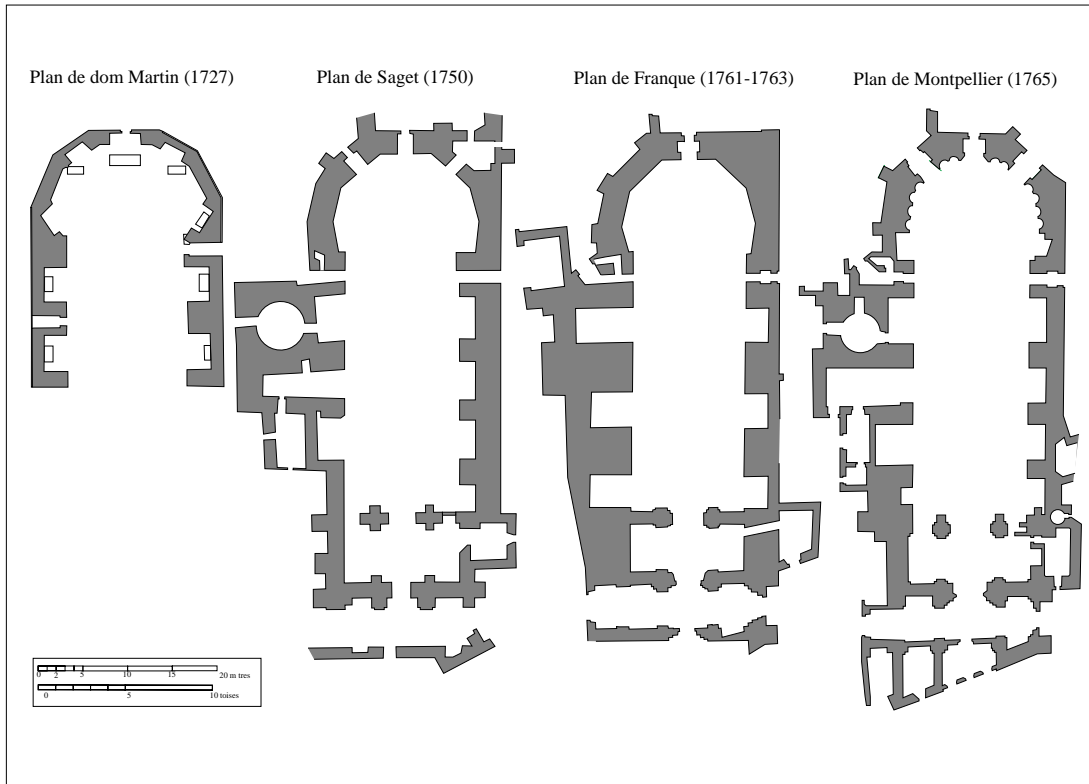 Plan de dom Martin (1727)
Plan de Saget (1750)
Plan de Franque (1761-1763)
Plan de Montpellier (1765)
0 2 5 10 15 20 m tres
0 5 10 toises